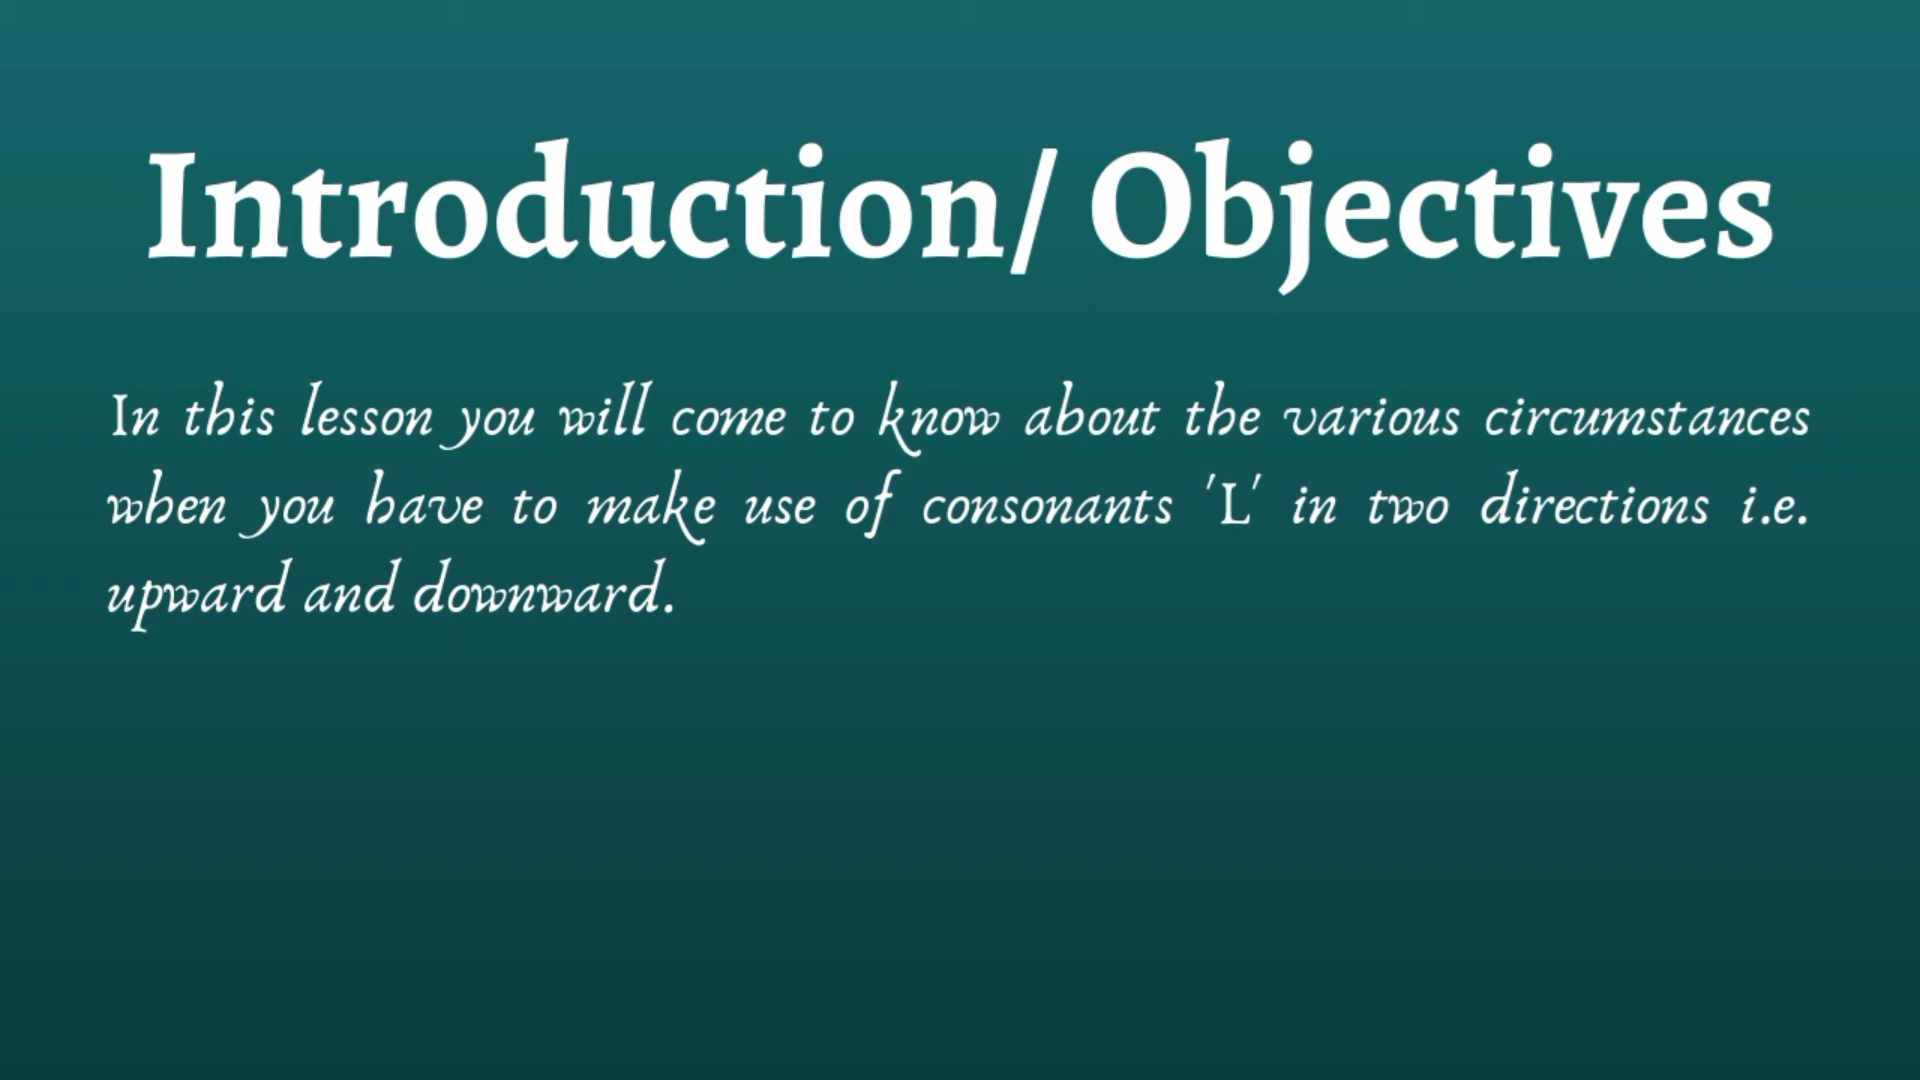 Introduction/ Objectives
In this lesson you will come to know about the various circumstances
when you have to make use of consonants 'L' in two directions i.e.
upward and downward.